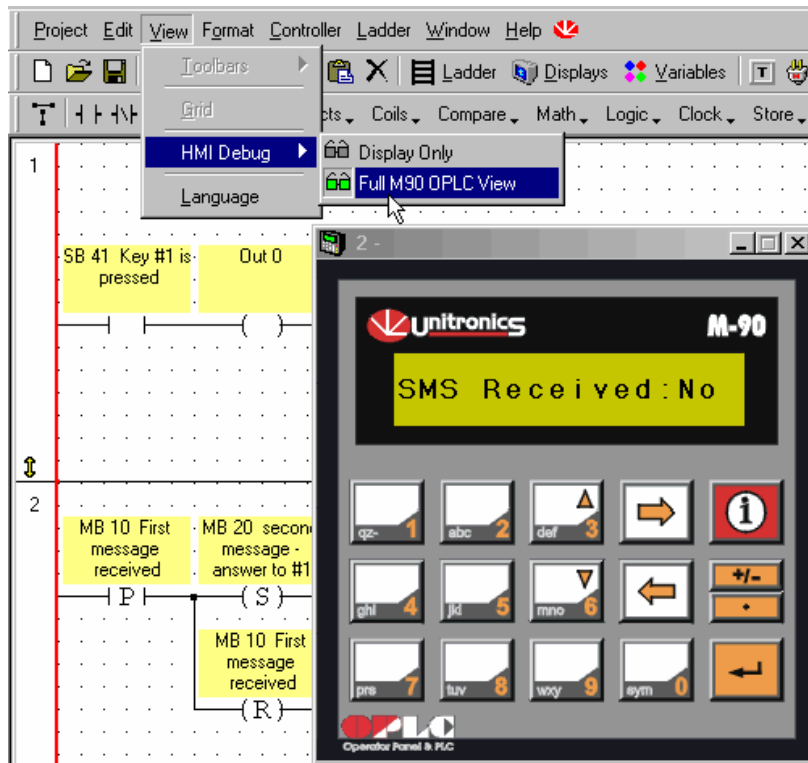 Project Edit View Format Controller Ladder Window Help
Toolbars
Ladder Displays Variables T
Grid
cts Coils Compare Math Logic Clock Store
HMI Debug
Display Only
Full M90 OPLC View
Language
1
SB 41 Key #1 is pressed
Out 0
2 -
unitronics
M-90
SMS Received:No
qz- 1
abc 2
def 3
i
ghi 4
jkl 5
mno 6
+/-
prs 7
tuv 8
wxy 9
sym 0
OPLC
Operator Panel & PLC
2
MB 10 First
message
received
MB 20 secon
message -
answer to #1
P
S
MB 10 First
message
received
R